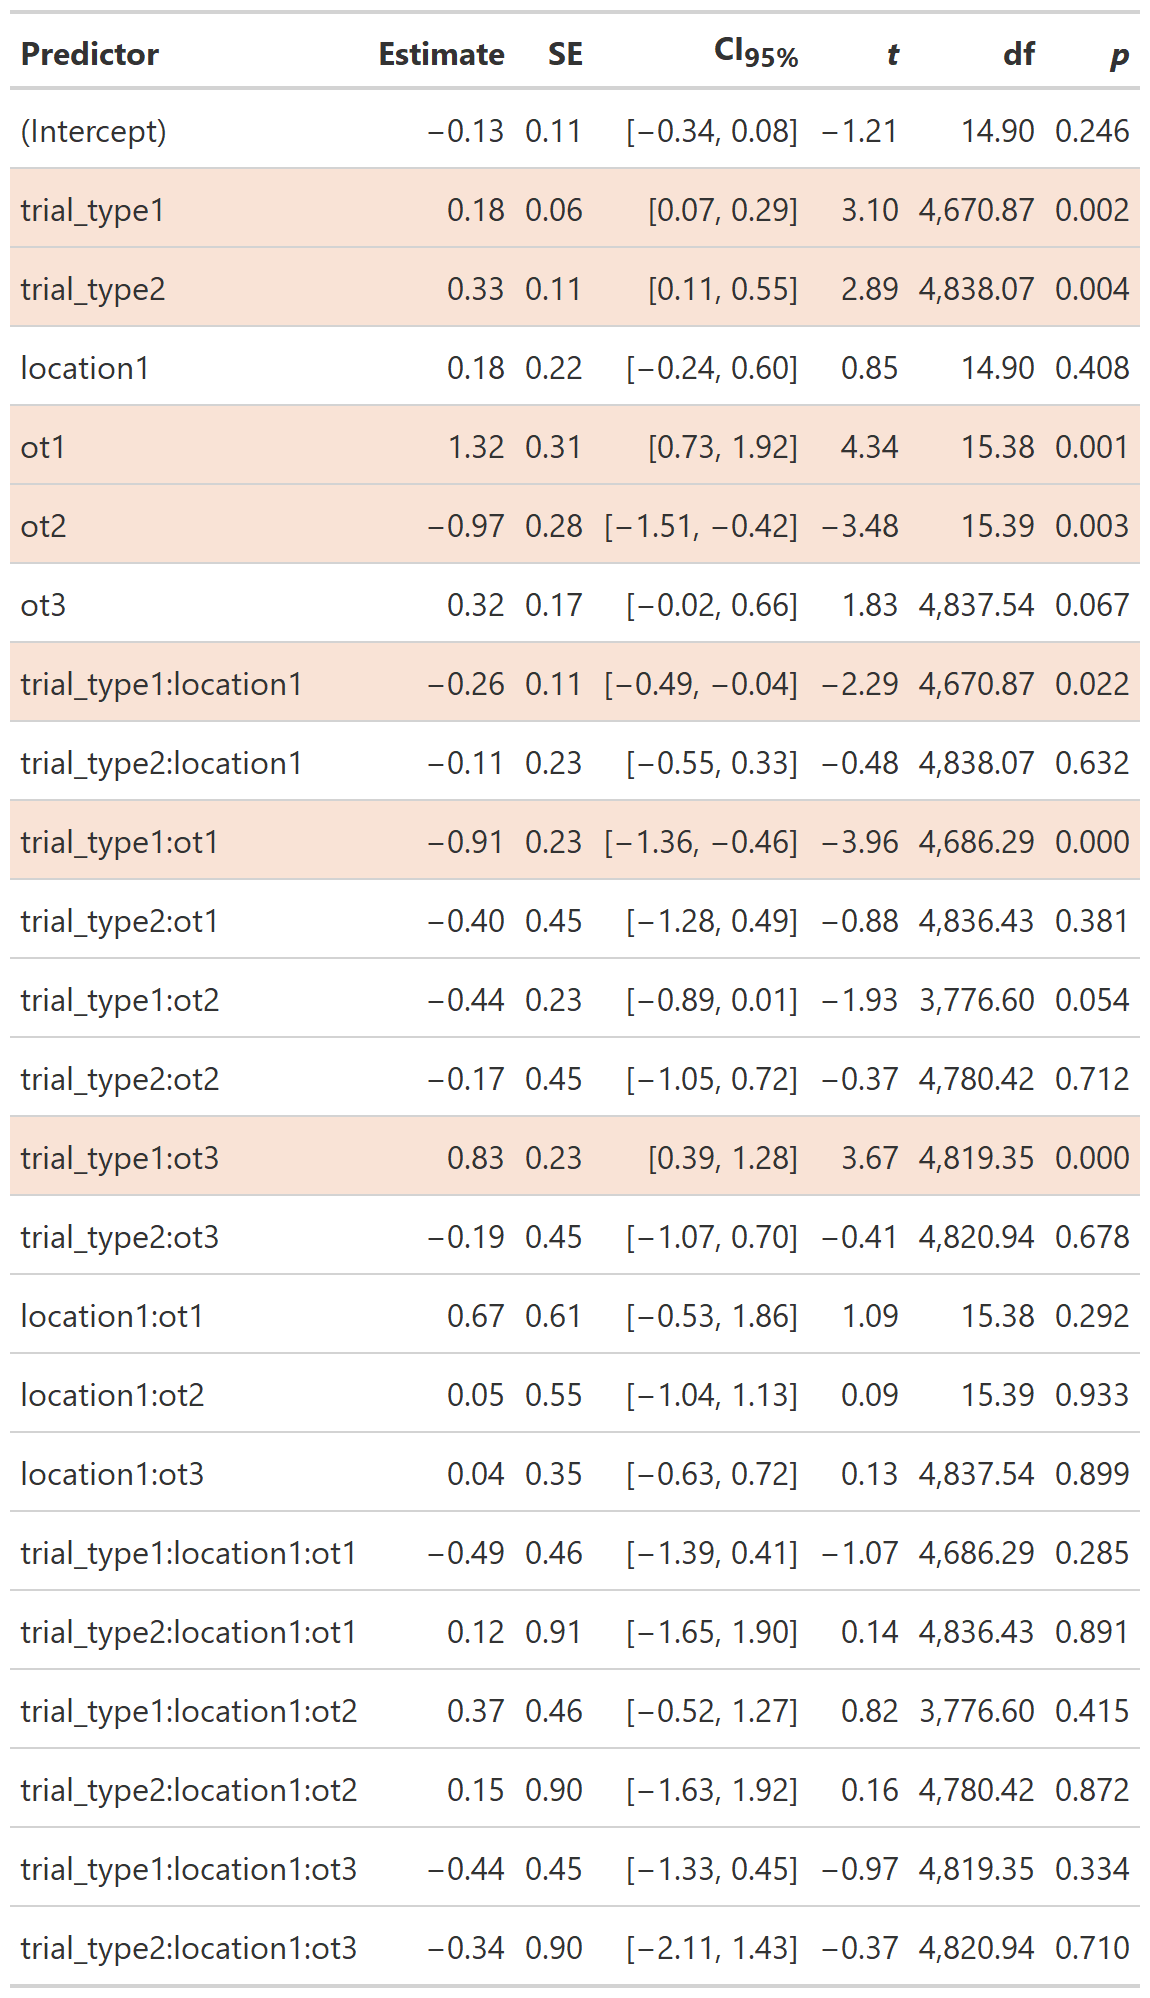 Predictor Estimate SE CI95% t df p
(Intercept) −0.13 0.11 [−0.34, 0.08] −1.21 14.90 0.246
trial_type1 0.18 0.06 [0.07, 0.29] 3.10 4,670.87 0.002
trial_type2 0.33 0.11 [0.11, 0.55] 2.89 4,838.07 0.004
location1 0.18 0.22 [−0.24, 0.60] 0.85 14.90 0.408
ot1 1.32 0.31 [0.73, 1.92] 4.34 15.38 0.001
ot2 −0.97 0.28 [−1.51, −0.42] −3.48 15.39 0.003
ot3 0.32 0.17 [−0.02, 0.66] 1.83 4,837.54 0.067
trial_type1:location1 −0.26 0.11 [−0.49, −0.04] −2.29 4,670.87 0.022
trial_type2:location1 −0.11 0.23 [−0.55, 0.33] −0.48 4,838.07 0.632
trial_type1:ot1 −0.91 0.23 [−1.36, −0.46] −3.96 4,686.29 0.000
trial_type2:ot1 −0.40 0.45 [−1.28, 0.49] −0.88 4,836.43 0.381
trial_type1:ot2 −0.44 0.23 [−0.89, 0.01] −1.93 3,776.60 0.054
trial_type2:ot2 −0.17 0.45 [−1.05, 0.72] −0.37 4,780.42 0.712
trial_type1:ot3 0.83 0.23 [0.39, 1.28] 3.67 4,819.35 0.000
trial_type2:ot3 −0.19 0.45 [−1.07, 0.70] −0.41 4,820.94 0.678
location1:ot1 0.67 0.61 [−0.53, 1.86] 1.09 15.38 0.292
location1:ot2 0.05 0.55 [−1.04, 1.13] 0.09 15.39 0.933
location1:ot3 0.04 0.35 [−0.63, 0.72] 0.13 4,837.54 0.899
trial_type1:location1:ot1 −0.49 0.46 [−1.39, 0.41] −1.07 4,686.29 0.285
trial_type2:location1:ot1 0.12 0.91 [−1.65, 1.90] 0.14 4,836.43 0.891
trial_type1:location1:ot2 0.37 0.46 [−0.52, 1.27] 0.82 3,776.60 0.415
trial_type2:location1:ot2 0.15 0.90 [−1.63, 1.92] 0.16 4,780.42 0.872
trial_type1:location1:ot3 −0.44 0.45 [−1.33, 0.45] −0.97 4,819.35 0.334
trial_type2:location1:ot3 −0.34 0.90 [−2.11, 1.43] −0.37 4,820.94 0.710